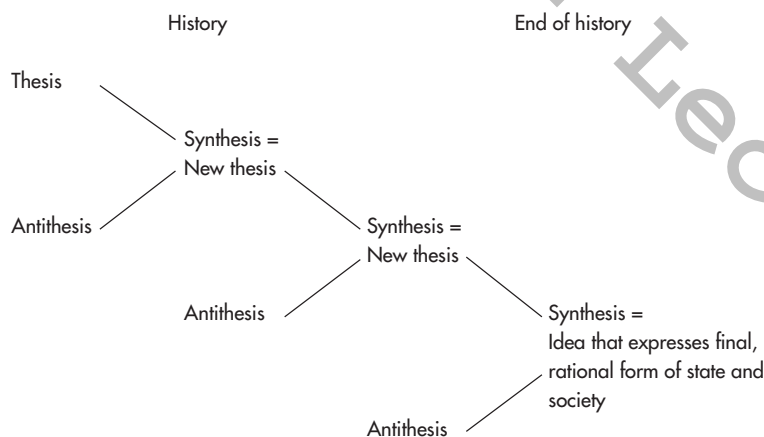 History
End of history
Thesis
Synthesis =
New thesis
Antithesis
Synthesis =
New thesis
Antithesis
Synthesis =
Idea that expresses final,
rational form of state and
society
Antithesis